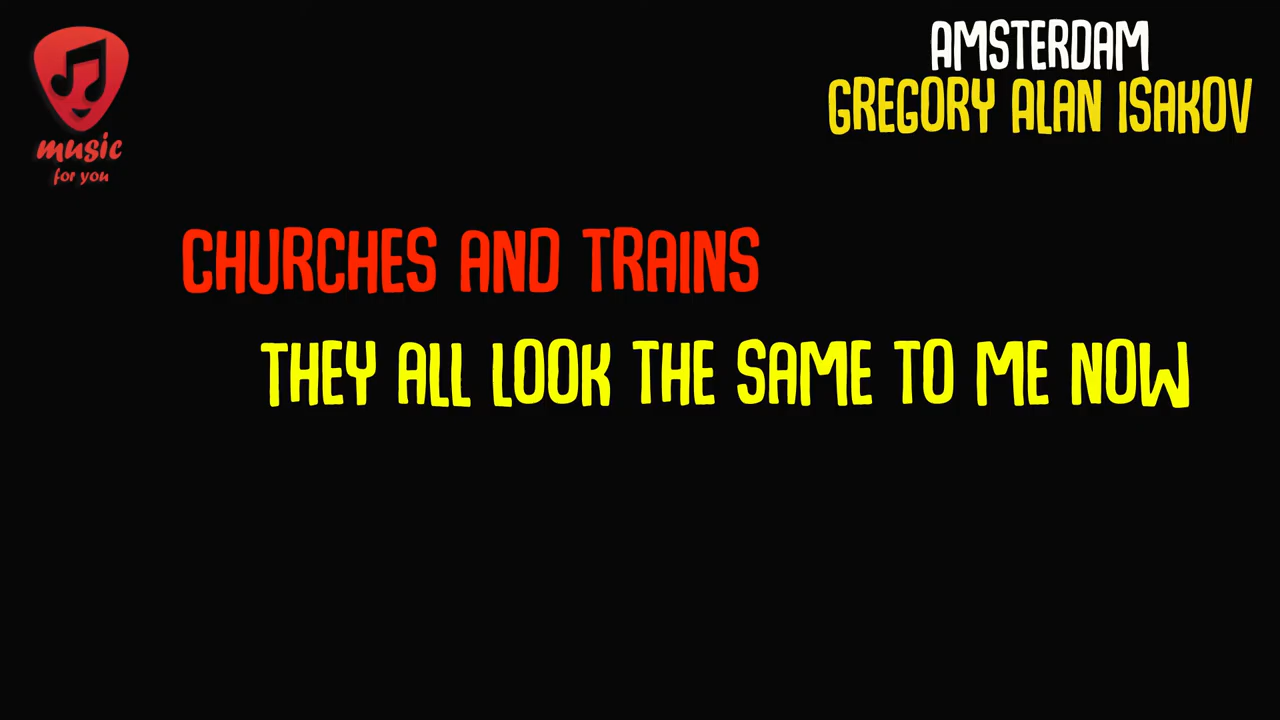 music
for you
AMSTERDAM
GREGORY ALAN ISAKOV
CHURCHES AND TRAINS
THEY ALL LOOK THE SAME TO ME NOW